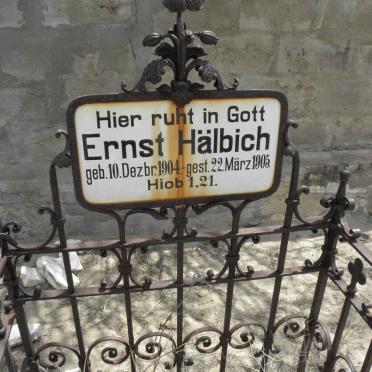 Hier ruht in Gott
Ernst Hälbich
geb. 10. Dezbr. 1904 - gest. 22. März 1905.
Hiob 1, 21.